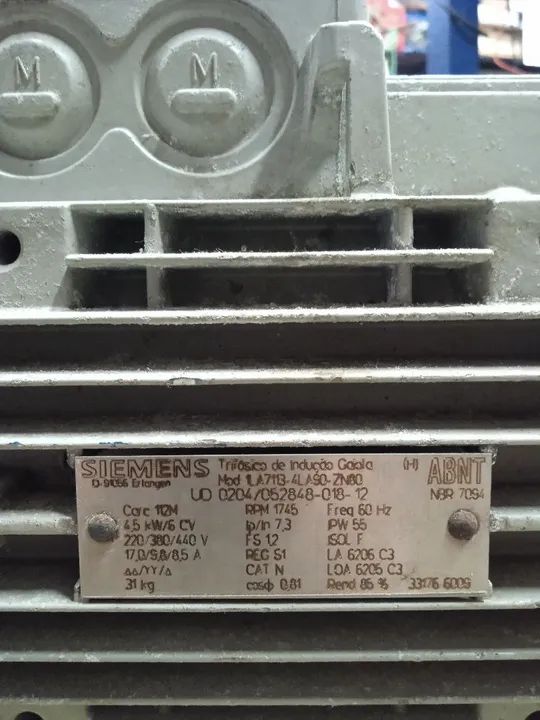 M M
SIEMENS Trifásico de Indução Gaiola (H) ABNT
D-91056 Erlangen Mod 1LA7113-4LA90-ZN80 NBR 7094
UD 0204/052848-018-12
Carc 112M RPM 1745 Freq 60 Hz
4,5 kW/6 CV Ip/In 7,3 IPW 55
220/380/440 V FS 1,2 ISOL F
17,0/9,8/8,5 A REG S1 LA 6206 C3
△△/YY/△ CAT N LOA 6205 C3
31 kg cosφ 0,81 Rend 85 % 33176 6009